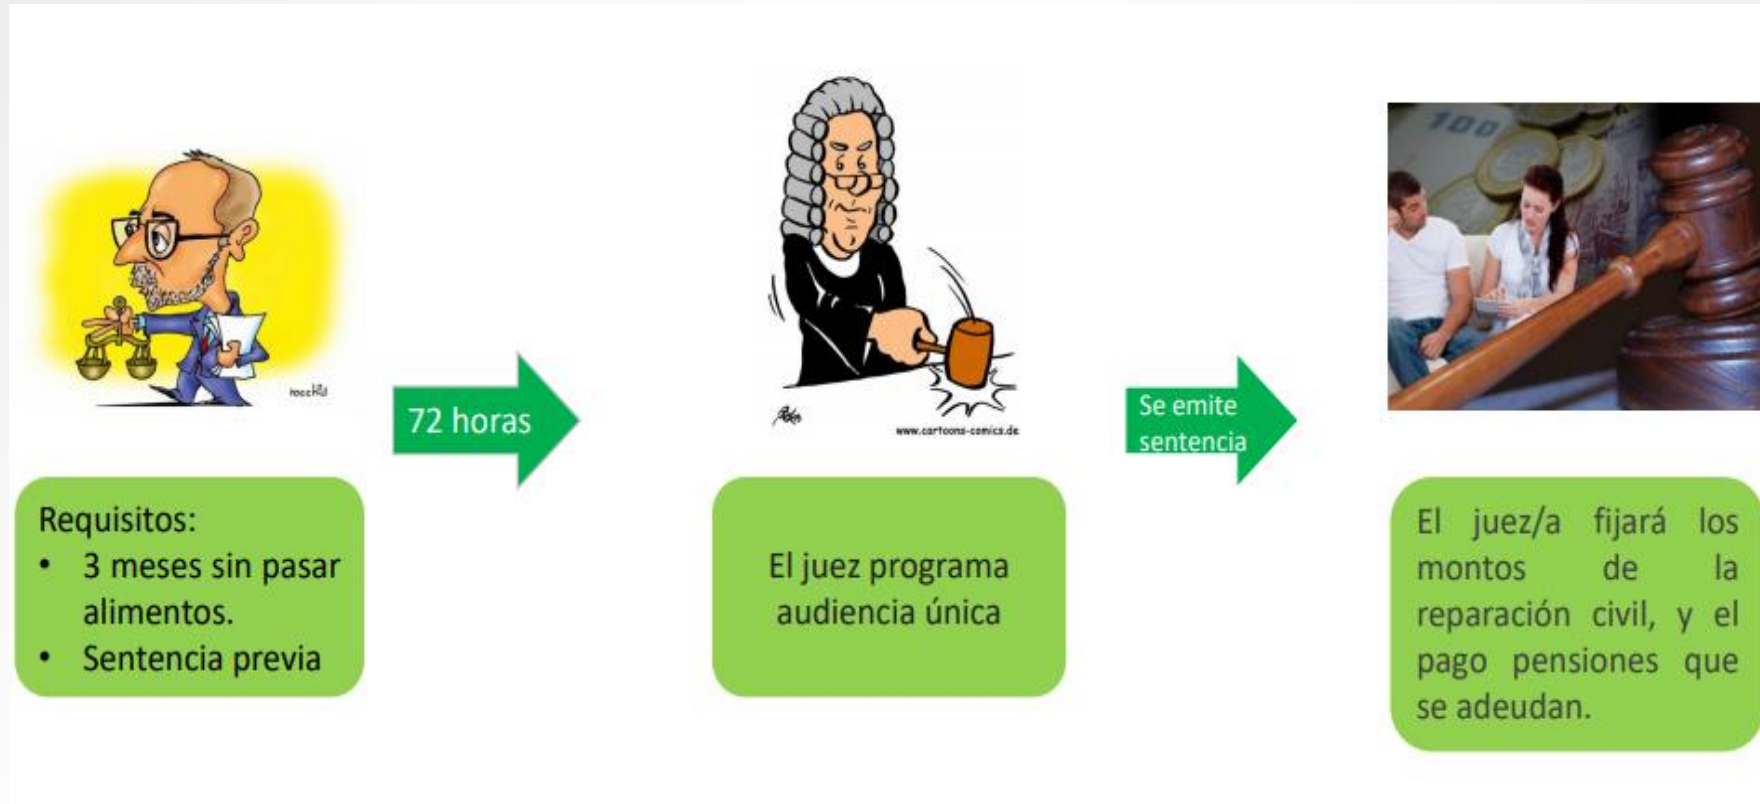 Requisitos:
• 3 meses sin pasar
alimentos.
• Sentencia previa
72 horas
www.cartoons-comics.de
El juez programa
audiencia única
Se emite
sentencia
100
El juez/a fijará los
montos de la
reparación civil, y el
pago pensiones que
se adeudan.